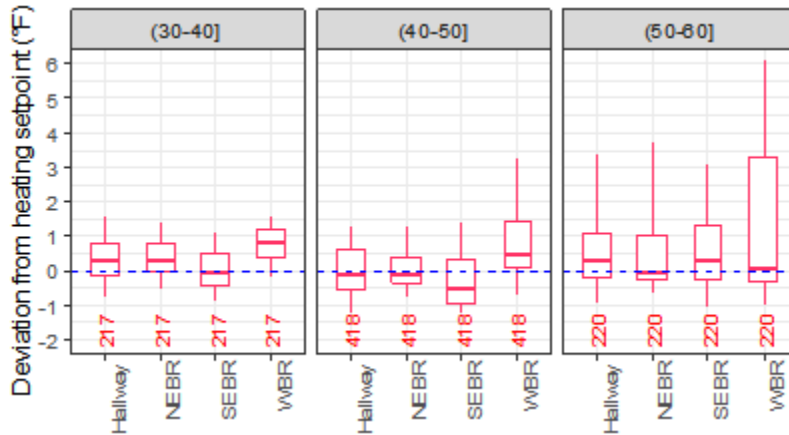 Deviation from heating setpoint (°F)
(30-40]
(40-50]
(50-60]
6
5
4
3
2
1
0
-1
-2
217
217
217
217
418
418
418
418
220
220
220
220
Hallway
NEBR
SEBR
WBR
Hallway
NEBR
SEBR
WBR
Hallway
NEBR
SEBR
WBR